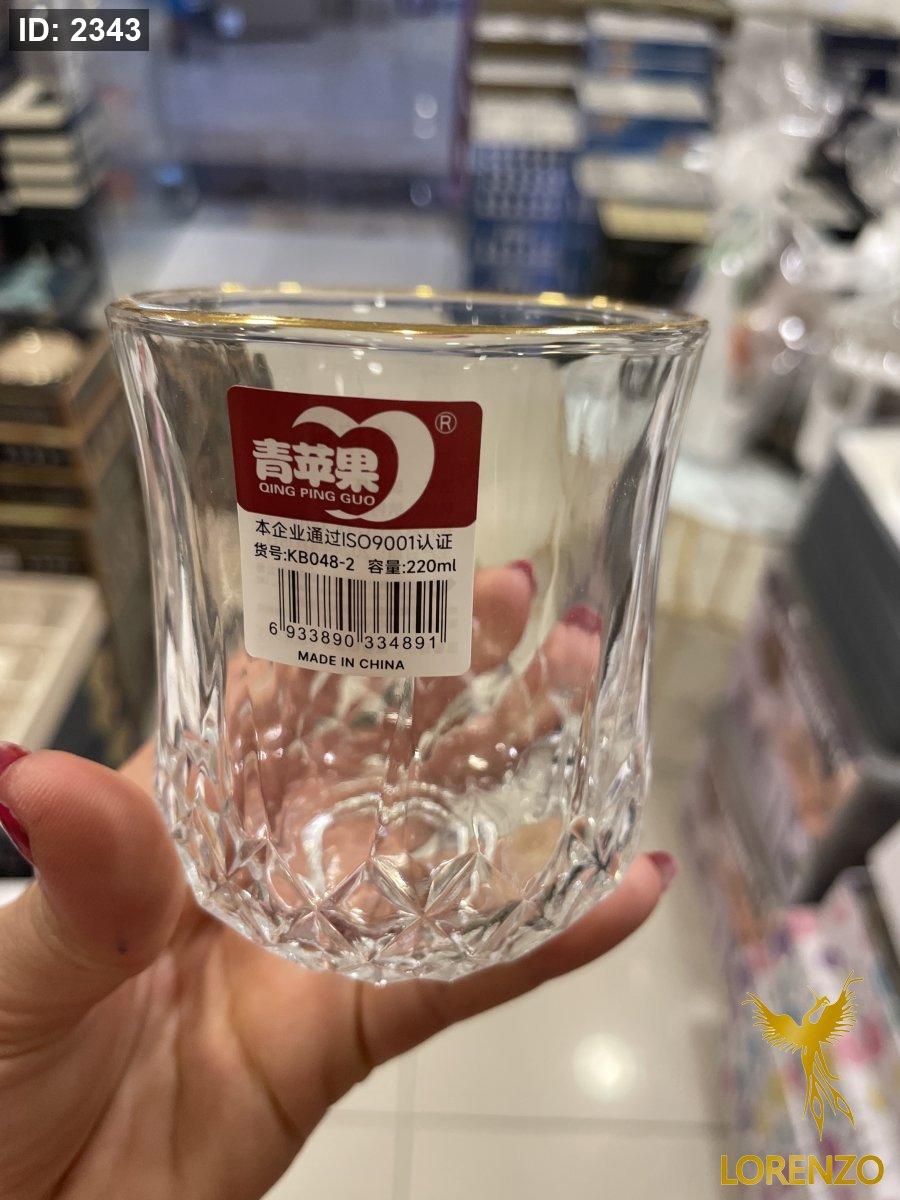 ID: 2343
®
青苹果
QING PING GUO
本企业通过ISO9001认证
货号:KB048-2 容量:220ml
6 933890 334891
MADE IN CHINA
LORENZO